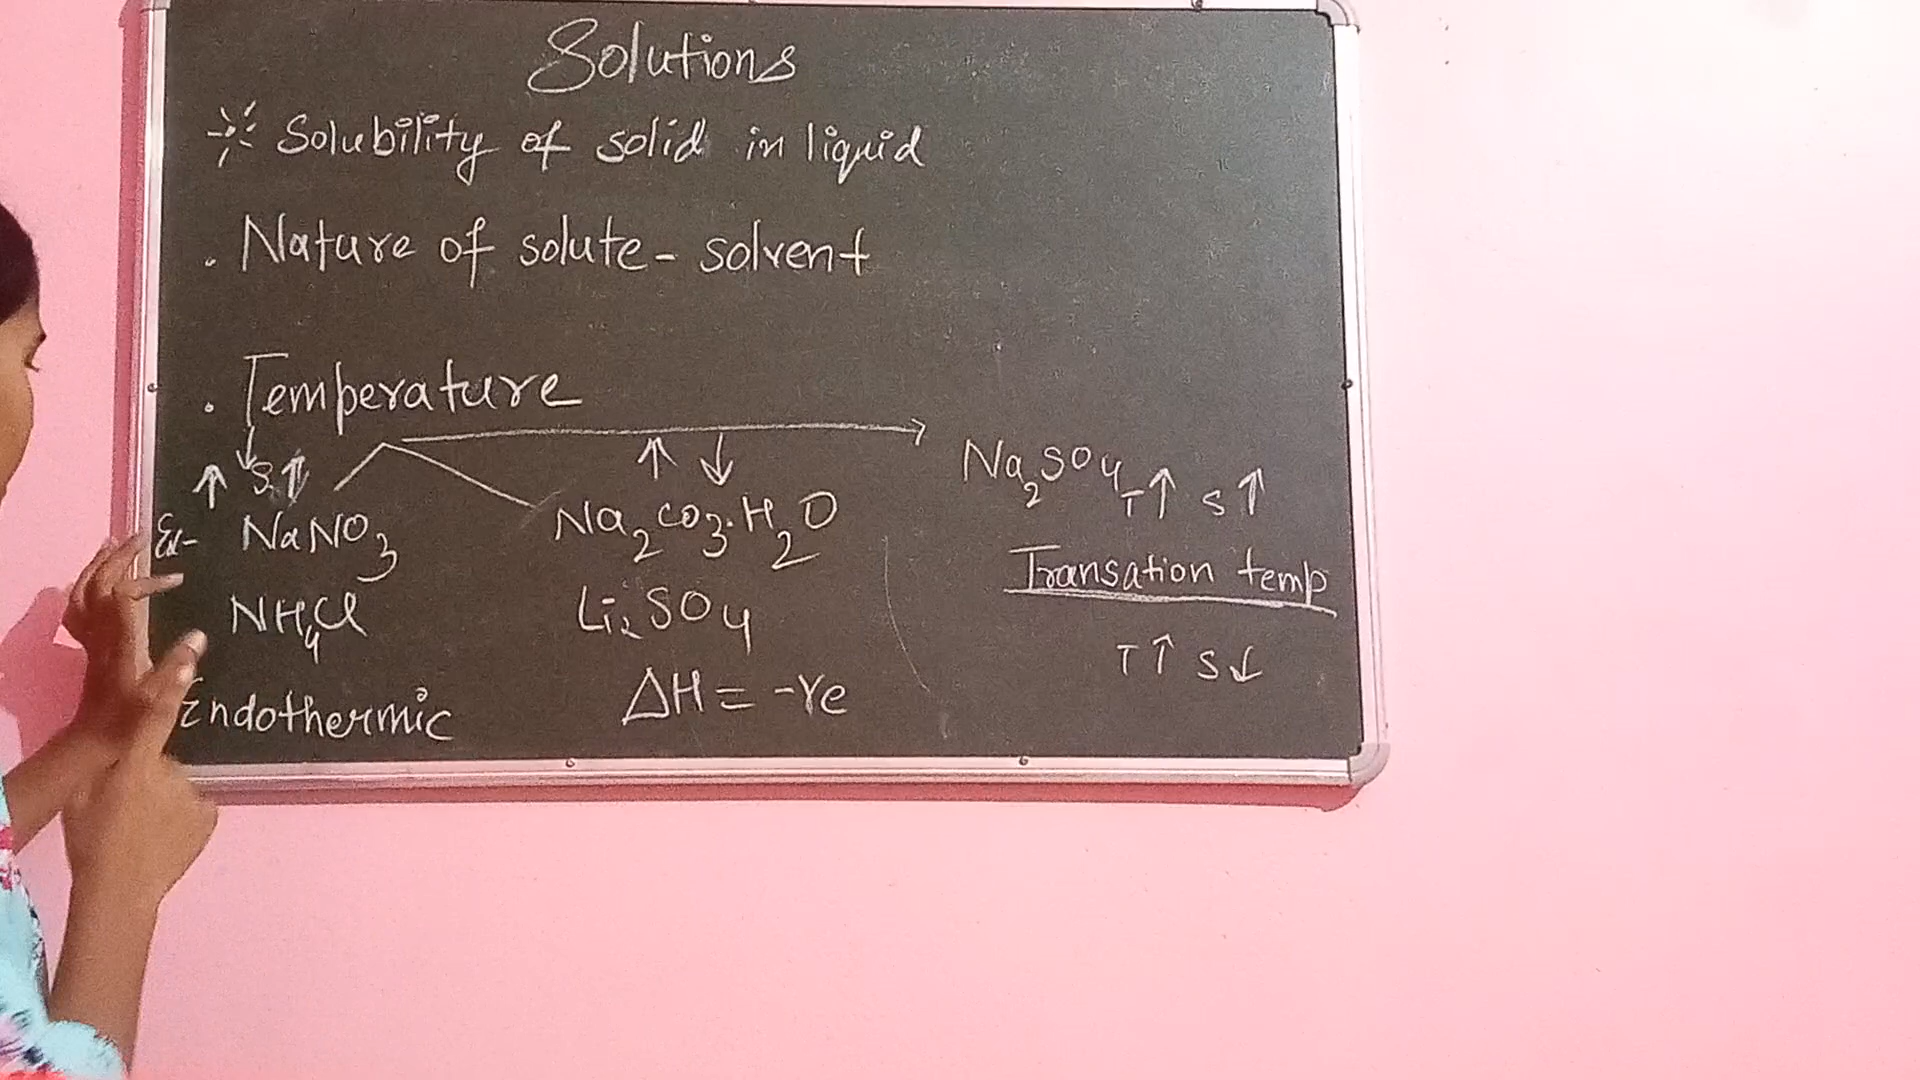 Solutions
Solubility of solid in liquid
. Nature of solute - solvent
. Temperature
↓
↑ S ↑
Ex- NaNO3
NH4Cl
Endothermic
↑ ↓
Na2CO3.H2O
Li2SO4
ΔH = -Ve
Na2SO4 T↑ S↑
Transation temp
T↑ S↓